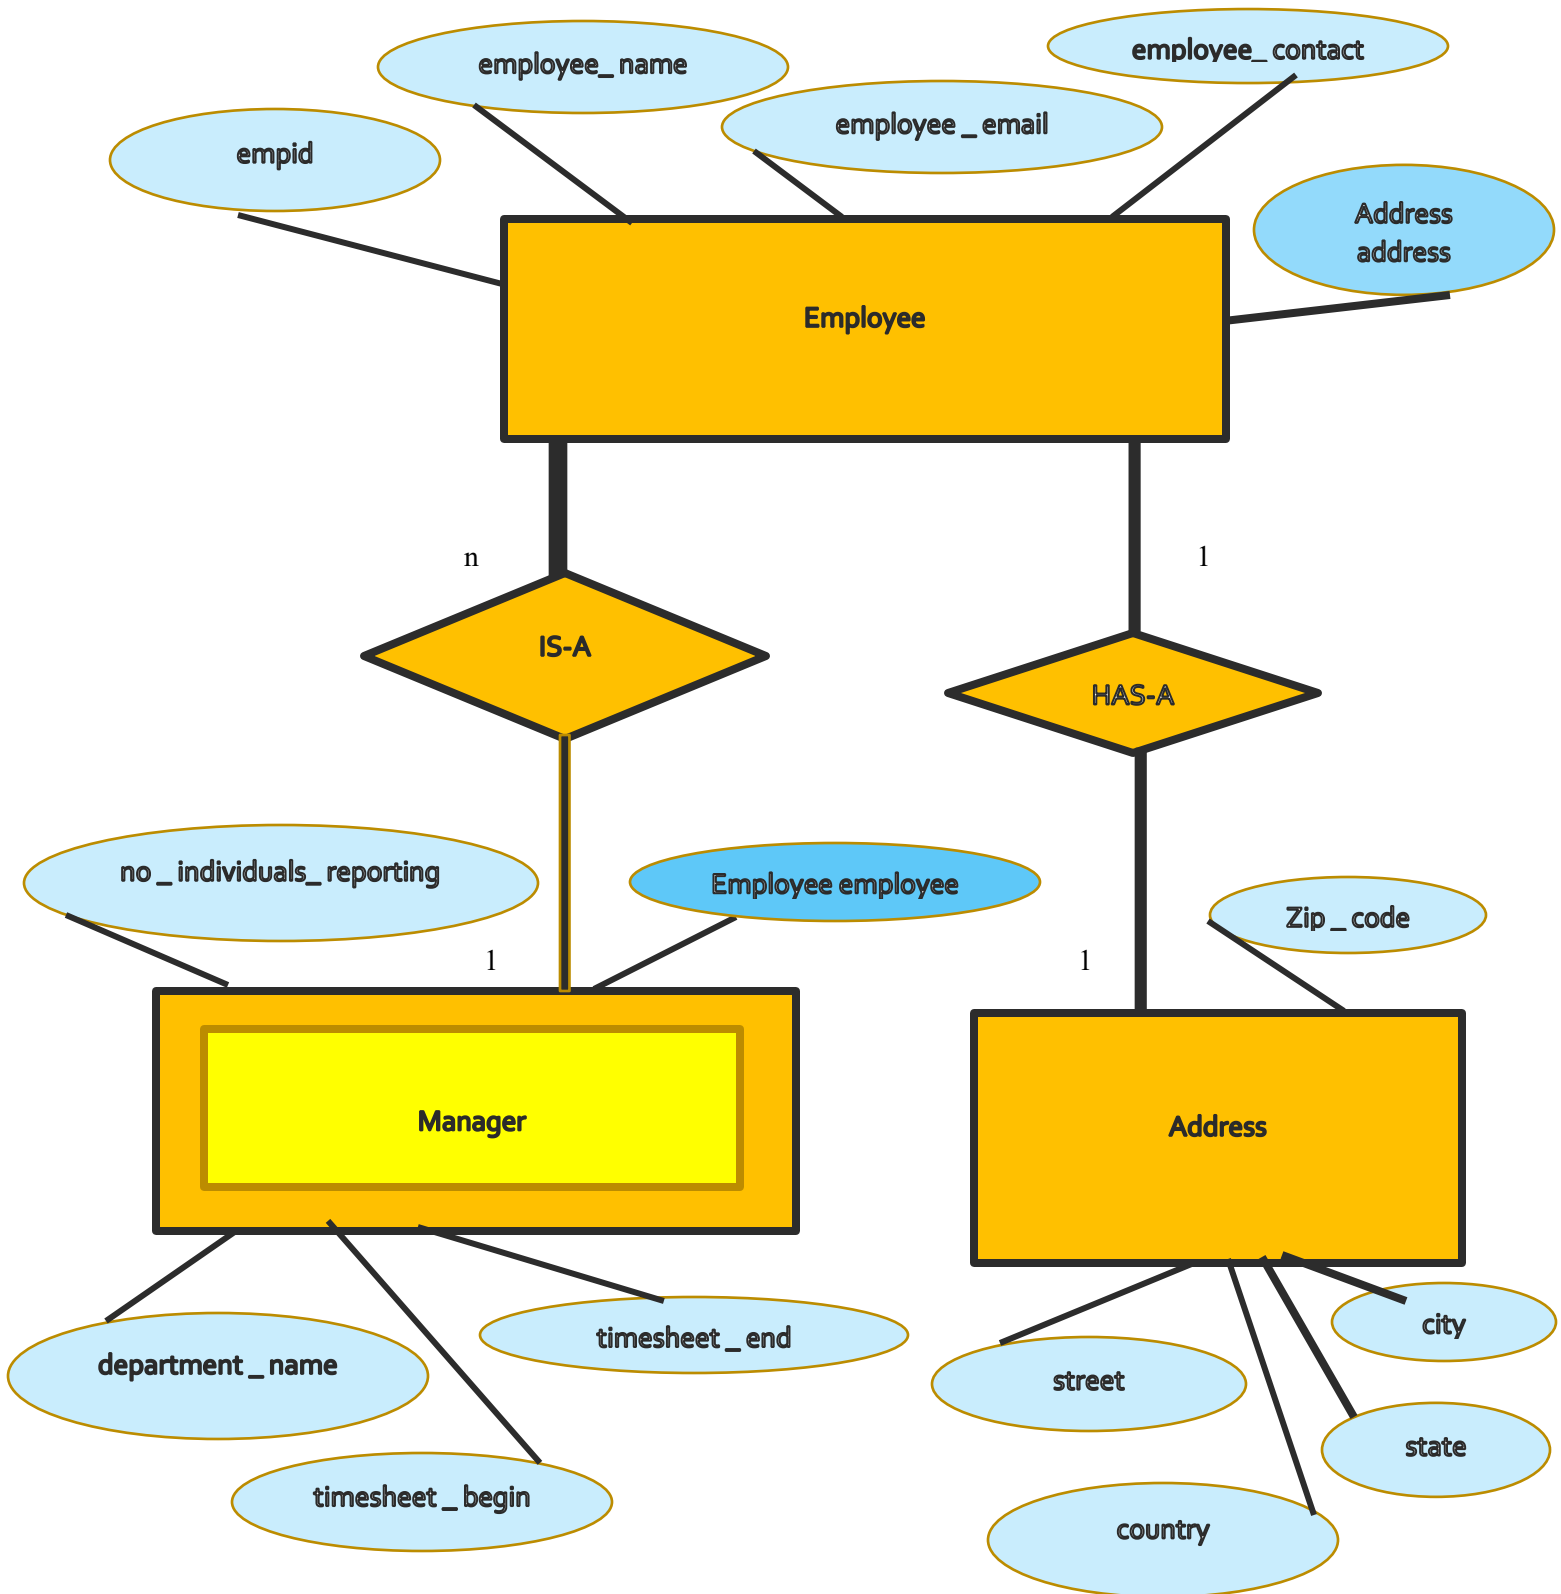 employee_ contact
employee_ name
employee _ email
empid
Address
address
Employee
n
1
IS-A
HAS-A
no _ individuals_ reporting
Employee employee
Zip _ code
1
1
Manager
Address
city
timesheet _ end
department _ name
street
state
timesheet _ begin
country